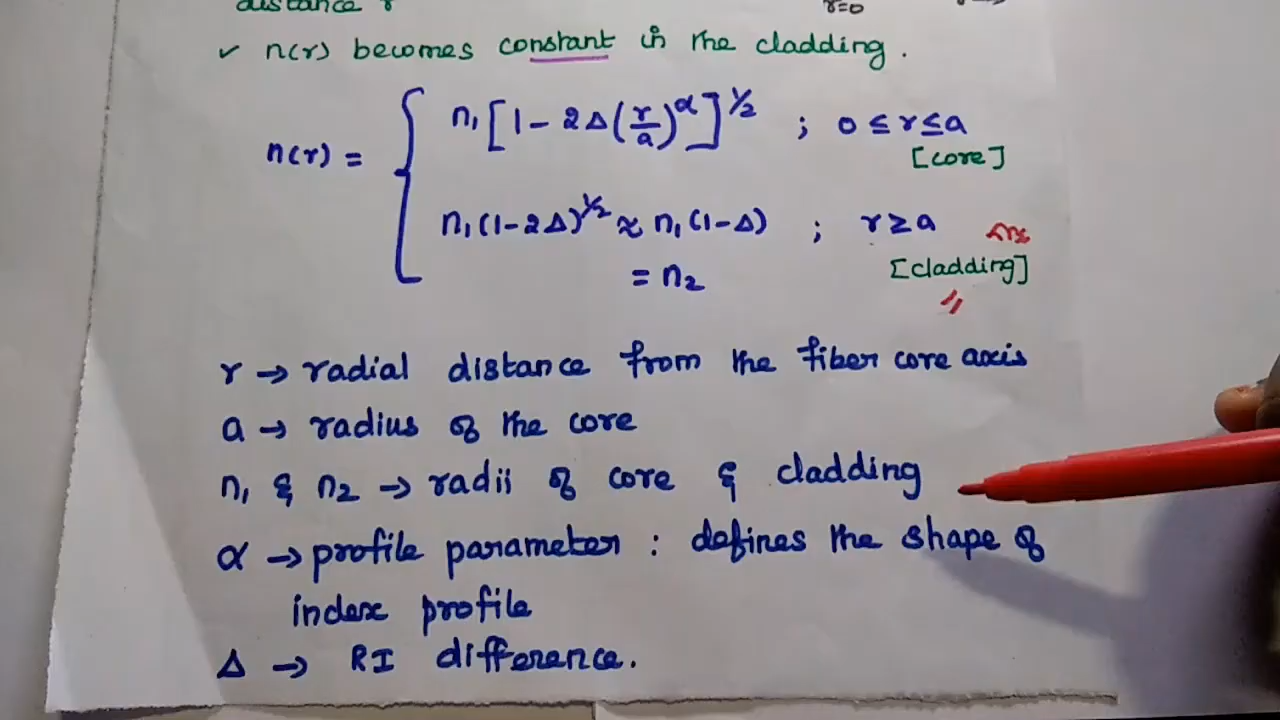 distance r
r=0
✓ n(r) becomes constant in the cladding.
n(r) = { n₁[1-2Δ(r/a)^α]^1/2 ; 0 ≤ r ≤ a
[core]
n₁(1-2Δ)^1/2 ≈ n₁(1-Δ) ; r ≥ a
= n₂ [cladding]
r → radial distance from the fiber core axis
a → radius of the core
n₁ & n₂ → radii of core & cladding
α → profile parameter : defines the shape of
index profile
Δ → RI difference.